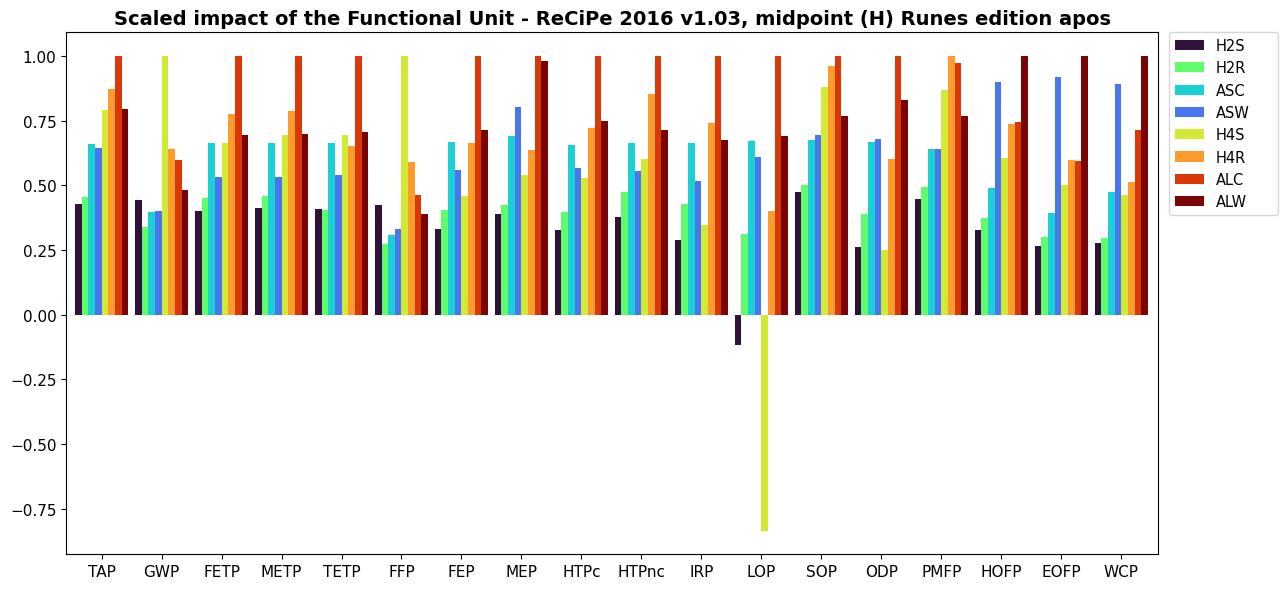 Scaled impact of the Functional Unit - ReCiPe 2016 v1.03, midpoint (H) Runes edition apos
H2S
H2R
ASC
ASW
H4S
H4R
ALC
ALW
1.00
0.75
0.50
0.25
0.00
−0.25
−0.50
−0.75
TAP GWP FETP METP TETP FFP FEP MEP HTPc HTPnc IRP LOP SOP ODP PMFP HOFP EOFP WCP